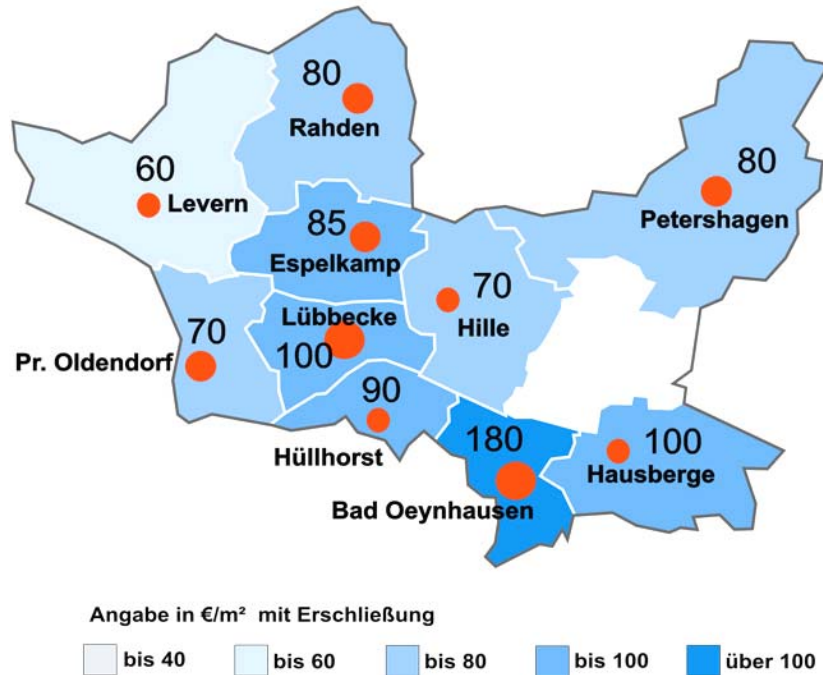 80
Rahden
60
Levern
80
Petershagen
85
Espelkamp
70
Hille
70
Pr. Oldendorf
Lübbecke
100
90
Hüllhorst
180
Bad Oeynhausen
100
Hausberge
Angabe in €/m² mit Erschließung
bis 40 bis 60 bis 80 bis 100 über 100